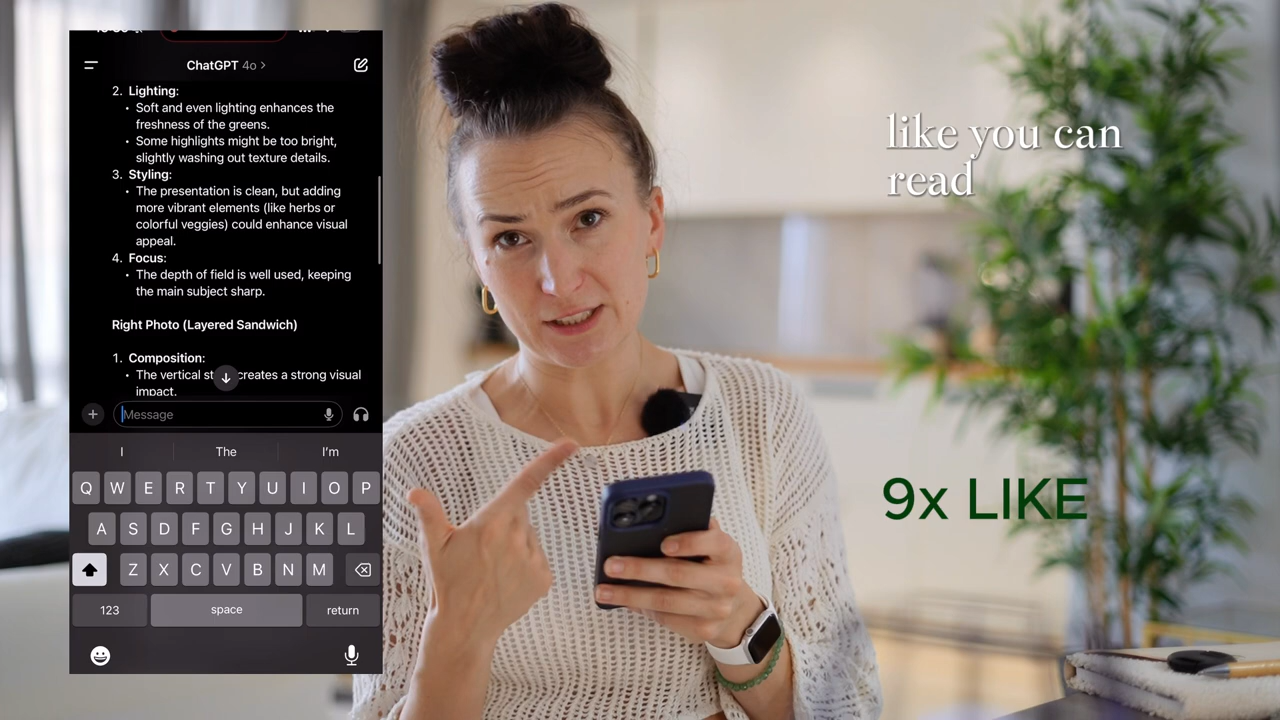 ChatGPT 4o >
2. Lighting:
• Soft and even lighting enhances the
freshness of the greens.
• Some highlights might be too bright,
slightly washing out texture details.
3. Styling:
• The presentation is clean, but adding
more vibrant elements (like herbs or
colorful veggies) could enhance visual
appeal.
4. Focus:
• The depth of field is well used, keeping
the main subject sharp.
Right Photo (Layered Sandwich)
1. Composition:
• The vertical creates a strong visual
impact.
Message
I The I'm
Q W E R T Y U I O P
A S D F G H J K L
Z X C V B N M
123 space return
like you can
read
9x LIKE